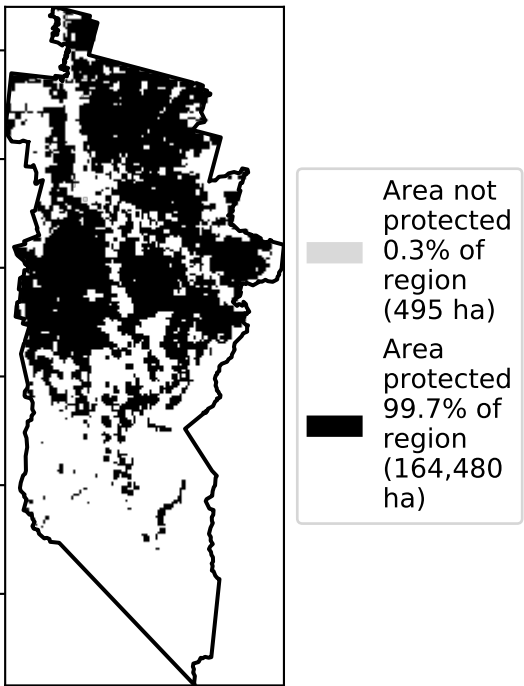 Area not
protected
0.3% of
region
(495 ha)
Area
protected
99.7% of
region
(164,480
ha)